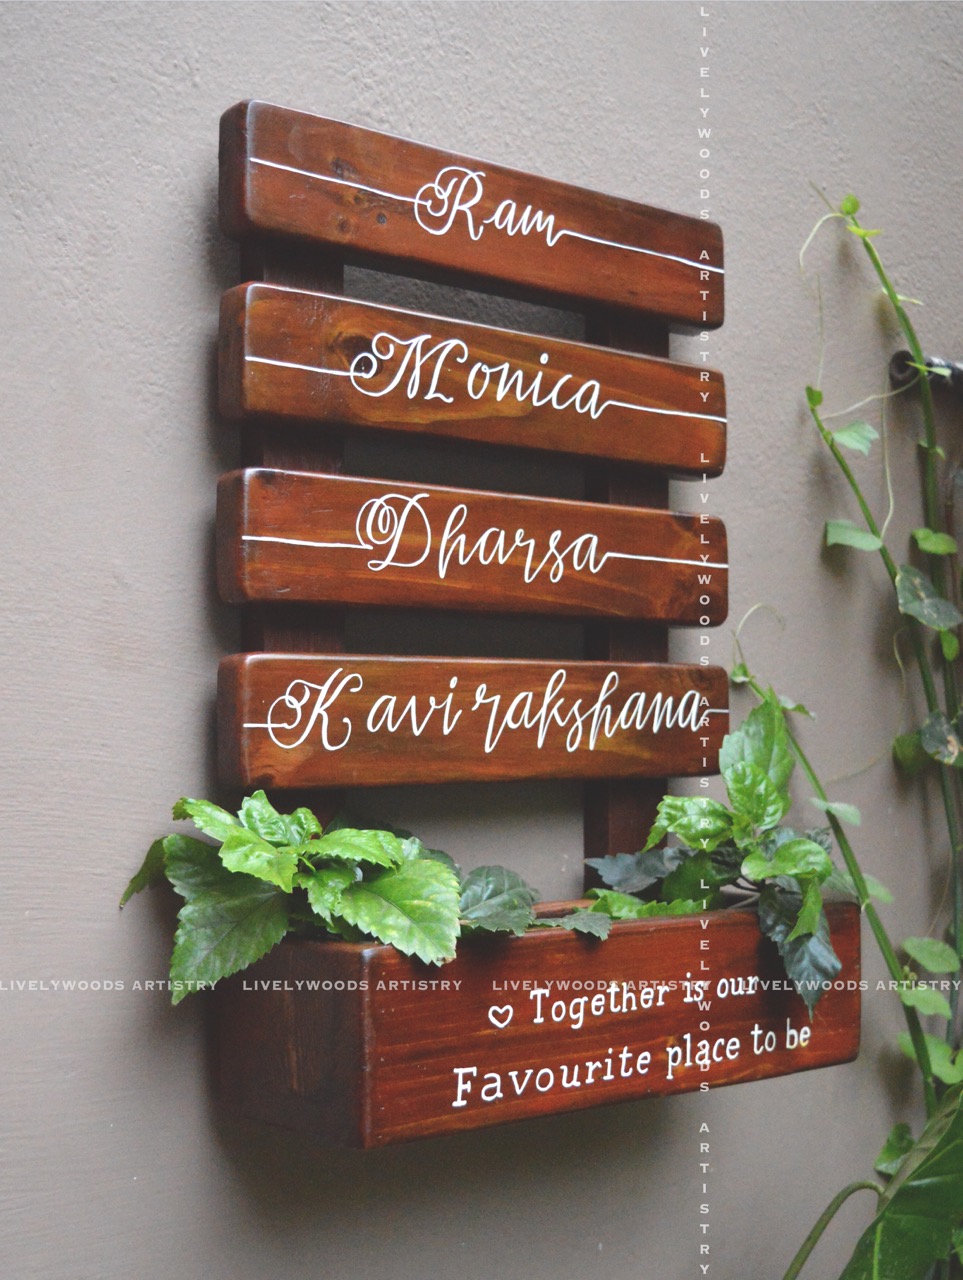 Ram
Monica
Dharsa
Kavirakshana
♡ Together is our
Favourite place to be
LIVELYWOODS ARTISTRY LIVELYWOODS ARTISTRY LIVELYWOODS ARTISTRY LIVELYWOODS ARTISTRY
LIVELYWOODS ARTISTRY LIVELYWOODS ARTISTRY LIVELYWOODS ARTISTRY